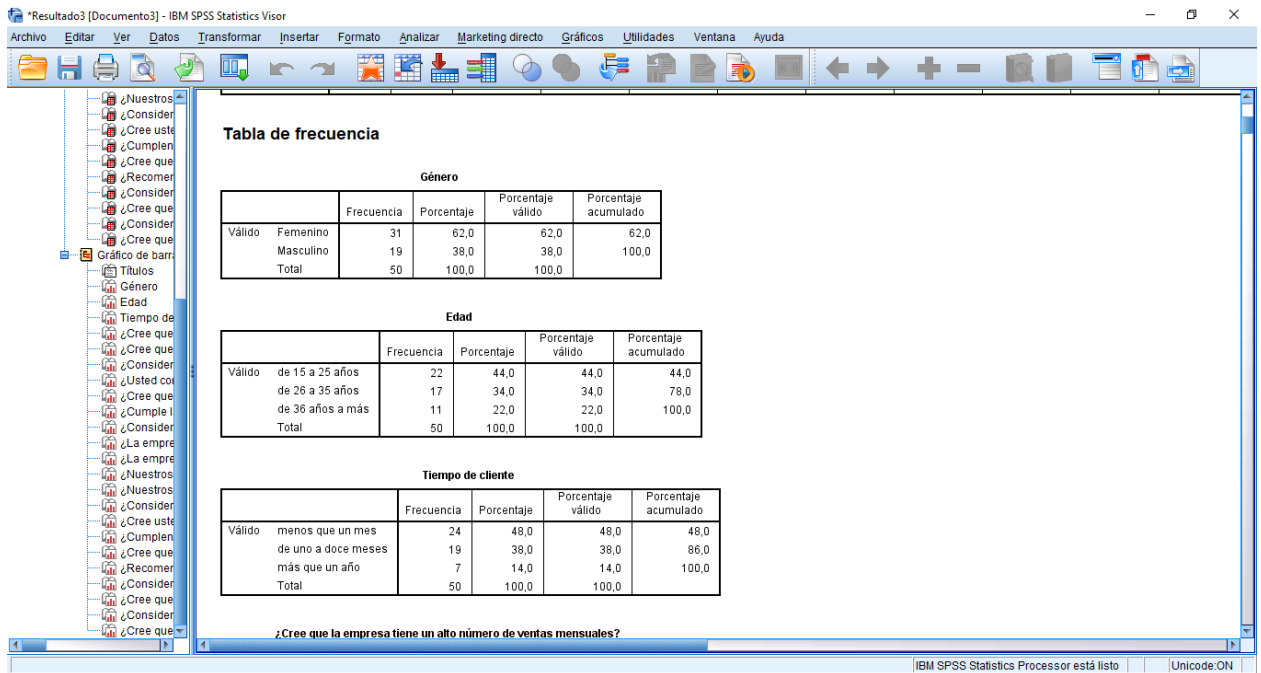 *Resultado3 [Documento3] - IBM SPSS Statistics Visor
Archivo Editar Ver Datos Transformar Insertar Formato Analizar Marketing directo Gráficos Utilidades Ventana Ayuda
¿Nuestros
¿Consider
¿Cree uste
¿Cumplen
¿Cree que
¿Recomer
¿Consider
¿Cree que
¿Consider
¿Cree que
Gráfico de barra
Títulos
Género
Edad
Tiempo de
¿Cree que
¿Cree que
¿Consider
¿Usted co
¿Cree que
¿Cumple l
¿Consider
¿La empre
¿La empre
¿Nuestros
¿Nuestros
¿Consider
¿Cree uste
¿Cumplen
¿Cree que
¿Recomer
¿Consider
¿Cree que
¿Consider
¿Cree que
Tabla de frecuencia
Género
Frecuencia Porcentaje Porcentaje válido Porcentaje acumulado
Válido Femenino 31 62,0 62,0 62,0
Masculino 19 38,0 38,0 100,0
Total 50 100,0 100,0
Edad
Frecuencia Porcentaje Porcentaje válido Porcentaje acumulado
Válido de 15 a 25 años 22 44,0 44,0 44,0
de 26 a 35 años 17 34,0 34,0 78,0
de 36 años a más 11 22,0 22,0 100,0
Total 50 100,0 100,0
Tiempo de cliente
Frecuencia Porcentaje Porcentaje válido Porcentaje acumulado
Válido menos que un mes 24 48,0 48,0 48,0
de uno a doce meses 19 38,0 38,0 86,0
más que un año 7 14,0 14,0 100,0
Total 50 100,0 100,0
¿Cree que la empresa tiene un alto número de ventas mensuales?
IBM SPSS Statistics Processor está listo Unicode:ON